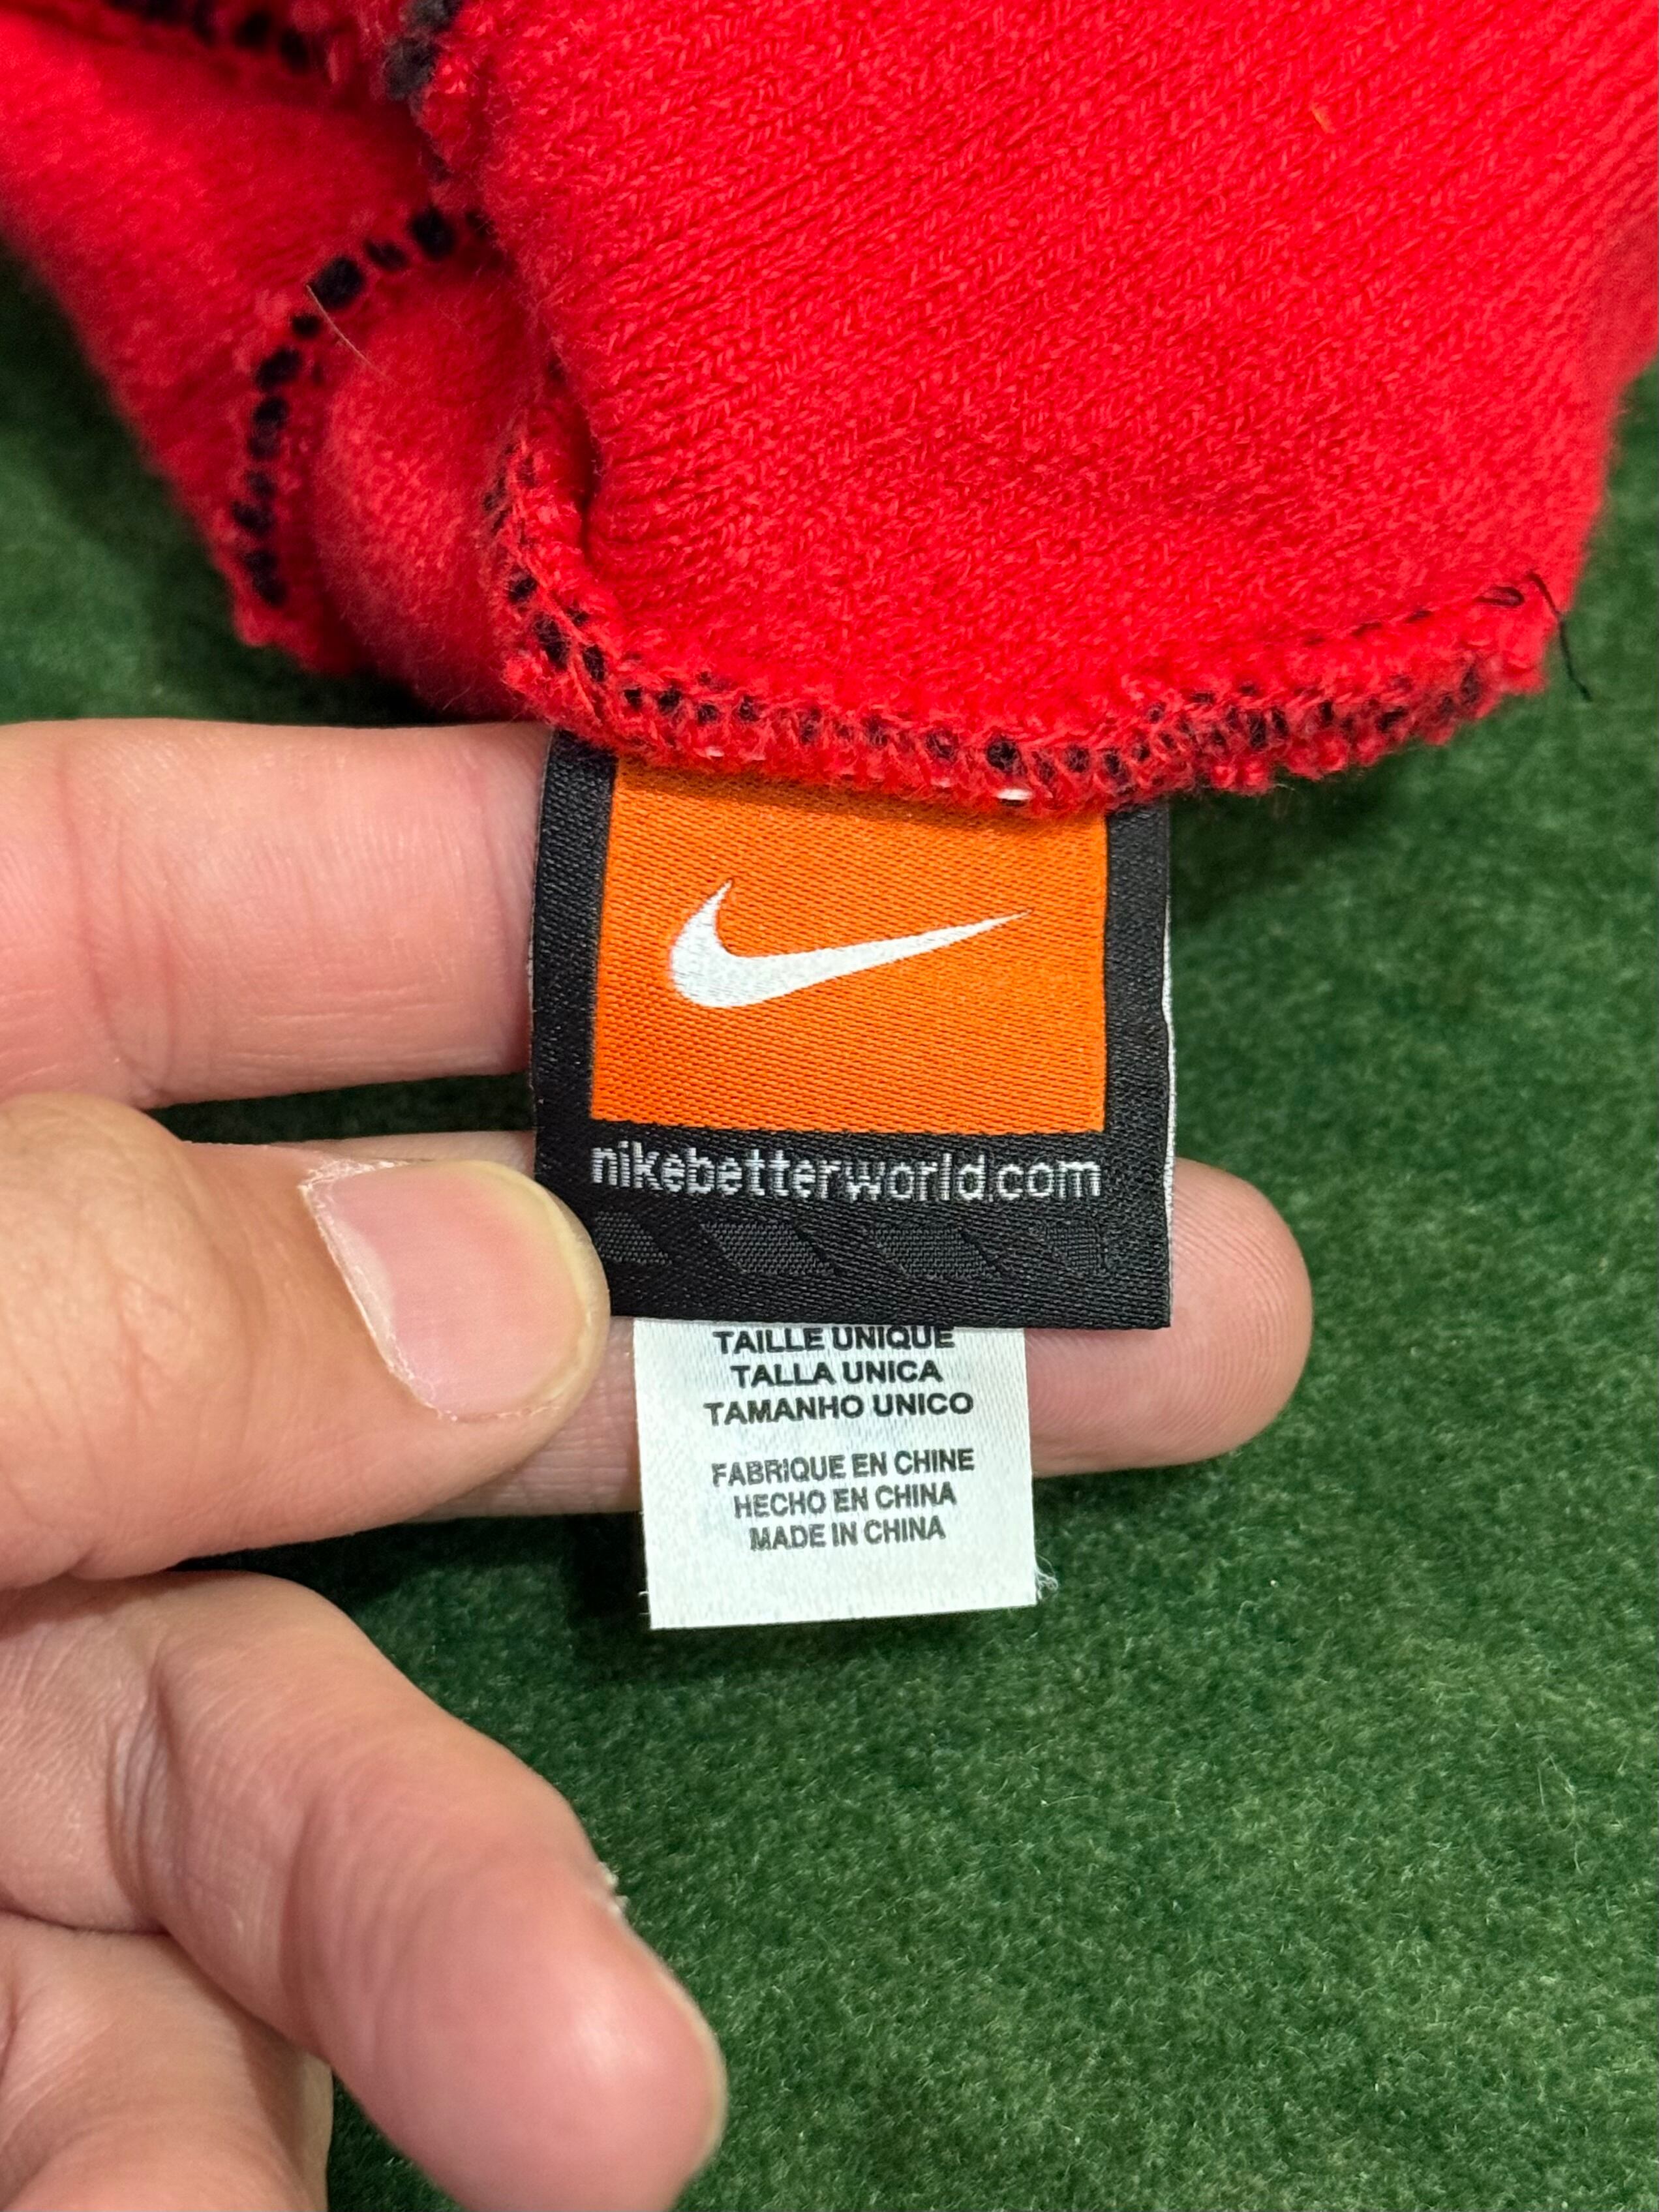 nikebetterworld.com
TAILLE UNIQUE
TALLA UNICA
TAMANHO UNICO
FABRIQUE EN CHINE
HECHO EN CHINA
MADE IN CHINA